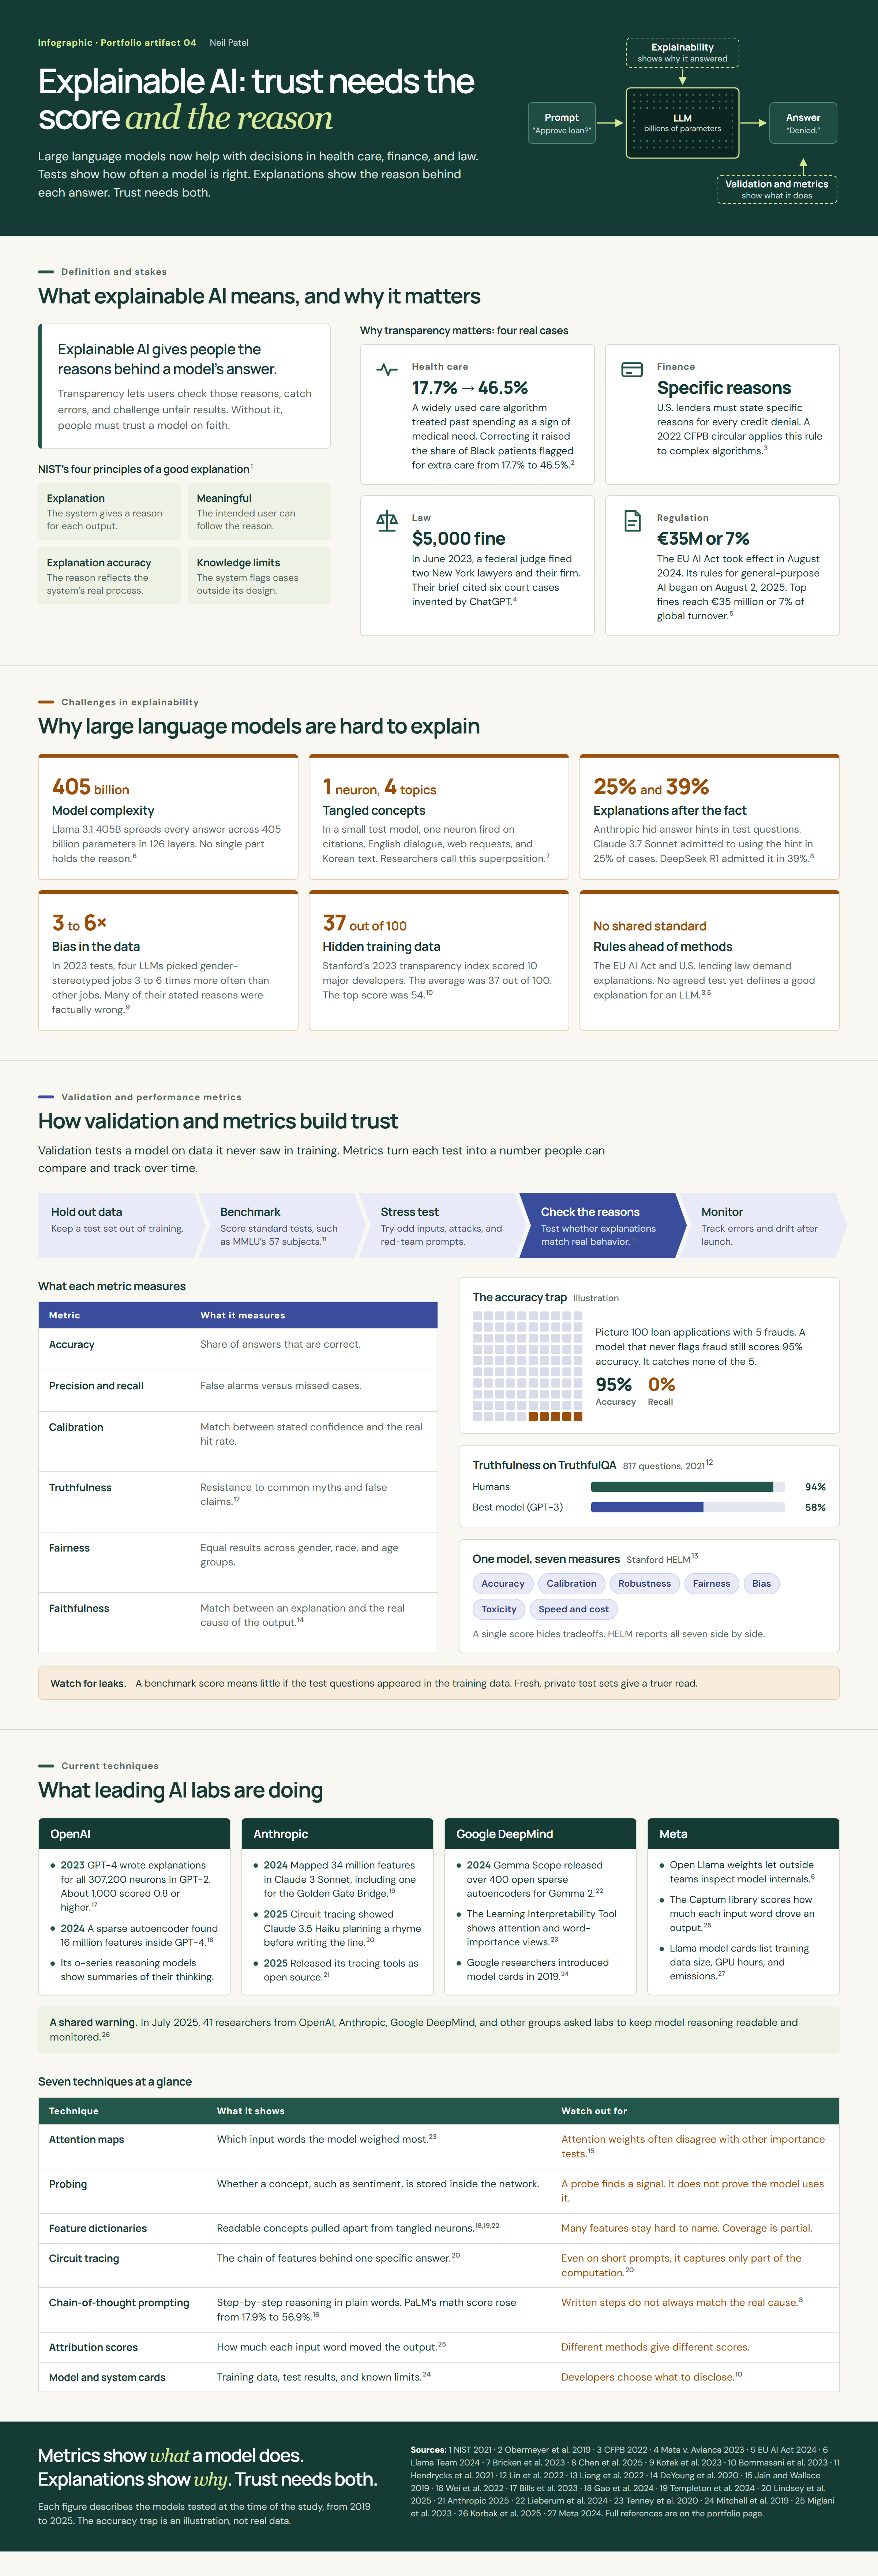 Infographic · Portfolio artifact 04 Neil Patel
Explainable AI: trust needs the
score and the reason
Large language models now help with decisions in health care, finance, and law.
Tests show how often a model is right. Explanations show the reason behind
each answer. Trust needs both.
Explainability
shows why it answered
Prompt
“Approve loan?”
LLM
billions of parameters
Answer
“Denied.”
Validation and metrics
show what it does
Definition and stakes
What explainable AI means, and why it matters
Explainable AI gives people the
reasons behind a model’s answer.
Transparency lets users check those reasons, catch
errors, and challenge unfair results. Without it,
people must trust a model on faith.
NIST’s four principles of a good explanation1
Explanation
The system gives a reason
for each output.
Meaningful
The intended user can
follow the reason.
Explanation accuracy
The reason reflects the
system’s real process.
Knowledge limits
The system flags cases
outside its design.
Why transparency matters: four real cases
Health care
17.7% → 46.5%
A widely used care algorithm
treated past spending as a sign of
medical need. Correcting it raised
the share of Black patients flagged
for extra care from 17.7% to 46.5%.2
Finance
Specific reasons
U.S. lenders must state specific
reasons for every credit denial. A
2022 CFPB circular applies this rule
to complex algorithms.3
Law
$5,000 fine
In June 2023, a federal judge fined
two New York lawyers and their firm.
Their brief cited six court cases
invented by ChatGPT.4
Regulation
€35M or 7%
The EU AI Act took effect in August
2024. Its rules for general-purpose
AI began on August 2, 2025. Top
fines reach €35 million or 7% of
global turnover.5
Challenges in explainability
Why large language models are hard to explain
405 billion
Model complexity
Llama 3.1 405B spreads every answer across 405
billion parameters in 126 layers. No single part
holds the reason.6
1 neuron, 4 topics
Tangled concepts
In a small test model, one neuron fired on
citations, English dialogue, web requests, and
Korean text. Researchers call this superposition.7
25% and 39%
Explanations after the fact
Anthropic hid answer hints in test questions.
Claude 3.7 Sonnet admitted to using the hint in
25% of cases. DeepSeek R1 admitted it in 39%.8
3 to 6×
Bias in the data
In 2023 tests, four LLMs picked gender-
stereotyped jobs 3 to 6 times more often than
other jobs. Many of their stated reasons were
factually wrong.9
37 out of 100
Hidden training data
Stanford’s 2023 transparency index scored 10
major developers. The average was 37 out of 100.
The top score was 54.10
No shared standard
Rules ahead of methods
The EU AI Act and U.S. lending law demand
explanations. No agreed test yet defines a good
explanation for an LLM.3,5
Validation and performance metrics
How validation and metrics build trust
Validation tests a model on data it never saw in training. Metrics turn each test into a number people can
compare and track over time.
Hold out data
Keep a test set out of training.
Benchmark
Score standard tests, such
as MMLU’s 57 subjects.11
Stress test
Try odd inputs, attacks, and
red-team prompts.
Check the reasons
Test whether explanations
match real behavior.
Monitor
Track errors and drift after
launch.
What each metric measures
Metric What it measures
Accuracy Share of answers that are correct.
Precision and recall False alarms versus missed cases.
Calibration Match between stated confidence and the real
hit rate.
Truthfulness Resistance to common myths and false
claims.12
Fairness Equal results across gender, race, and age
groups.
Faithfulness Match between an explanation and the real
cause of the output.14
The accuracy trap Illustration
Picture 100 loan applications with 5 frauds. A
model that never flags fraud still scores 95%
accuracy. It catches none of the 5.
95% 0%
Accuracy Recall
Truthfulness on TruthfulQA 817 questions, 202112
Humans 94%
Best model (GPT-3) 58%
One model, seven measures Stanford HELM13
Accuracy Calibration Robustness Fairness Bias
Toxicity Speed and cost
A single score hides tradeoffs. HELM reports all seven side by side.
Watch for leaks. A benchmark score means little if the test questions appeared in the training data. Fresh, private test sets give a truer read.
Current techniques
What leading AI labs are doing
OpenAI
2023 GPT-4 wrote explanations
for all 307,200 neurons in GPT-2.
About 1,000 scored 0.8 or
higher.17
2024 A sparse autoencoder found
16 million features inside GPT-4.18
Its o-series reasoning models
show summaries of their thinking.
Anthropic
2024 Mapped 34 million features
in Claude 3 Sonnet, including one
for the Golden Gate Bridge.19
2025 Circuit tracing showed
Claude 3.5 Haiku planning a rhyme
before writing the line.20
2025 Released its tracing tools as
open source.21
Google DeepMind
2024 Gemma Scope released
over 400 open sparse
autoencoders for Gemma 2.22
The Learning Interpretability Tool
shows attention and word-
importance views.23
Google researchers introduced
model cards in 2019.24
Meta
Open Llama weights let outside
teams inspect model internals.6
The Captum library scores how
much each input word drove an
output.25
Llama model cards list training
data size, GPU hours, and
emissions.27
A shared warning. In July 2025, 41 researchers from OpenAI, Anthropic, Google DeepMind, and other groups asked labs to keep model reasoning readable and
monitored.26
Seven techniques at a glance
Technique What it shows Watch out for
Attention maps Which input words the model weighed most.23 Attention weights often disagree with other importance
tests.15
Probing Whether a concept, such as sentiment, is stored inside the network. A probe finds a signal. It does not prove the model uses
it.
Feature dictionaries Readable concepts pulled apart from tangled neurons.18,19,22 Many features stay hard to name. Coverage is partial.
Circuit tracing The chain of features behind one specific answer.20 Even on short prompts, it captures only part of the
computation.20
Chain-of-thought prompting Step-by-step reasoning in plain words. PaLM’s math score rose
from 17.9% to 56.9%.16 Written steps do not always match the real cause.8
Attribution scores How much each input word moved the output.25 Different methods give different scores.
Model and system cards Training data, test results, and known limits.24 Developers choose what to disclose.10
Metrics show what a model does.
Explanations show why. Trust needs both.
Each figure describes the models tested at the time of the study, from 2019
to 2025. The accuracy trap is an illustration, not real data.
Sources: 1 NIST 2021 · 2 Obermeyer et al. 2019 · 3 CFPB 2022 · 4 Mata v. Avianca 2023 · 5 EU AI Act 2024 · 6
Llama Team 2024 · 7 Bricken et al. 2023 · 8 Chen et al. 2025 · 9 Kotek et al. 2023 · 10 Bommasani et al. 2023 · 11
Hendrycks et al. 2021 · 12 Lin et al. 2022 · 13 Liang et al. 2022 · 14 DeYoung et al. 2020 · 15 Jain and Wallace
2019 · 16 Wei et al. 2022 · 17 Bills et al. 2023 · 18 Gao et al. 2024 · 19 Templeton et al. 2024 · 20 Lindsey et al.
2025 · 21 Anthropic 2025 · 22 Lieberum et al. 2024 · 23 Tenney et al. 2020 · 24 Mitchell et al. 2019 · 25 Miglani
et al. 2023 · 26 Korbak et al. 2025 · 27 Meta 2024. Full references are on the portfolio page.